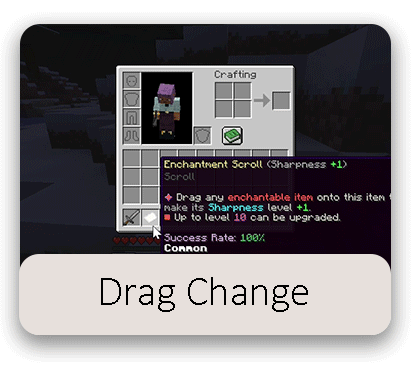 Crafting
Enchantment Scroll (Sharpness +1)
Scroll
Drag any enchantable item onto this item t
make its Sharpness level +1.
Up to level 10 can be upgraded.
Success Rate: 100%
Common
Drag Change